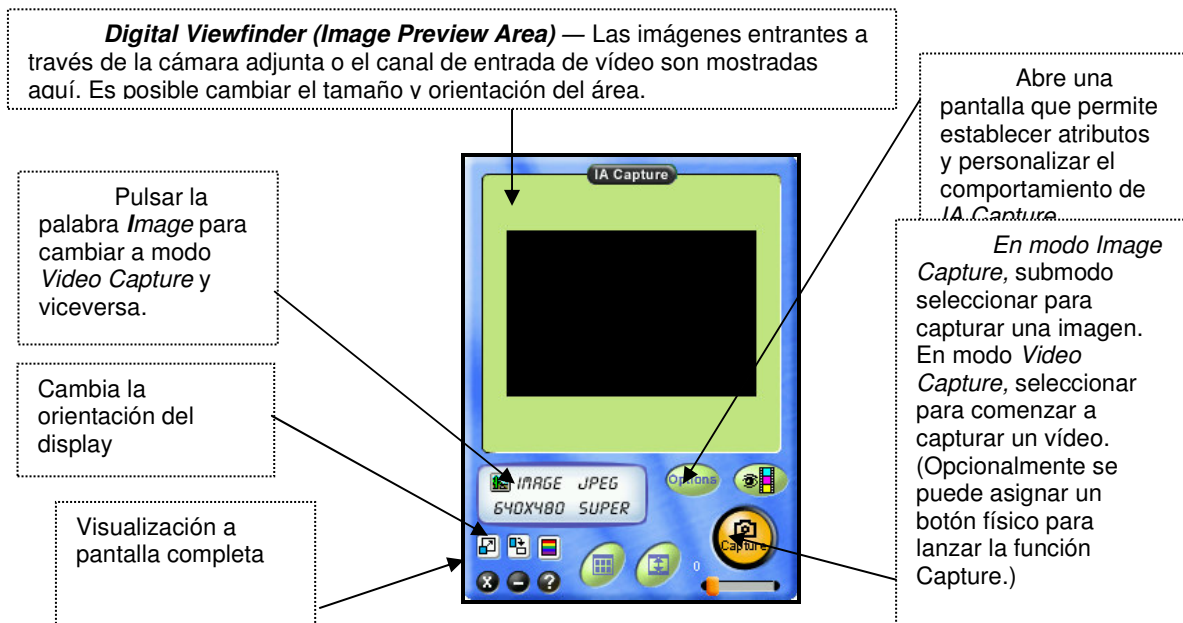 Digital Viewfinder (Image Preview Area) — Las imágenes entrantes a
través de la cámara adjunta o el canal de entrada de vídeo son mostradas
aquí. Es posible cambiar el tamaño y orientación del área.
Abre una
pantalla que permite
establecer atributos
y personalizar el
comportamiento de
IA Capture
Pulsar la
palabra Image para
cambiar a modo
Video Capture y
viceversa.
En modo Image
Capture, submodo
seleccionar para
capturar una imagen.
En modo Video
Capture, seleccionar
para comenzar a
capturar un vídeo.
(Opcionalmente se
puede asignar un
botón físico para
lanzar la función
Capture.)
Cambia la
orientación del
display
Visualización a
pantalla completa
IA Capture
IMAGE JPEG
640X480 SUPER
Options
Capture
0
X − ?